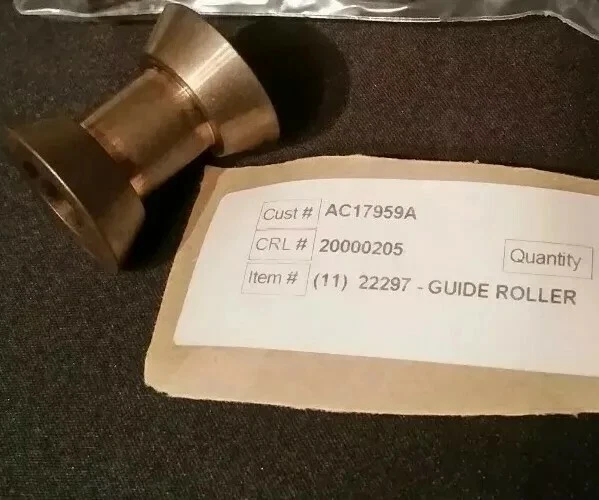 Cust # AC17959A
CRL # 20000205
Quantity
Item # (11) 22297 - GUIDE ROLLER